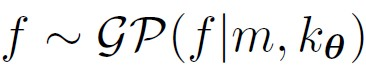 f ∼ 𝒢𝒫(f|m, k_𝜽)